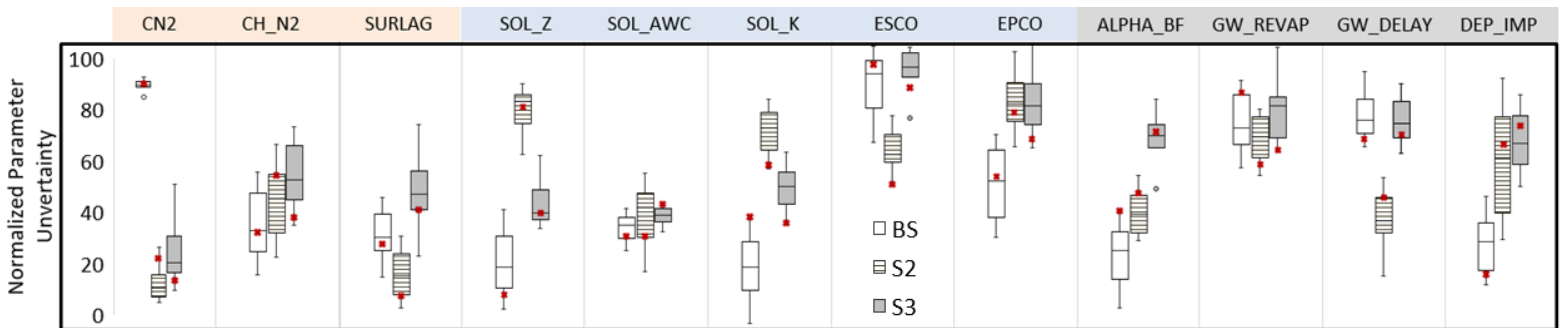 CN2 CH_N2 SURLAG SOL_Z SOL_AWC SOL_K ESCO EPCO ALPHA_BF GW_REVAP GW_DELAY DEP_IMP
Normalized Parameter
Unvertainty
100
80
60
40
20
0
BS
S2
S3